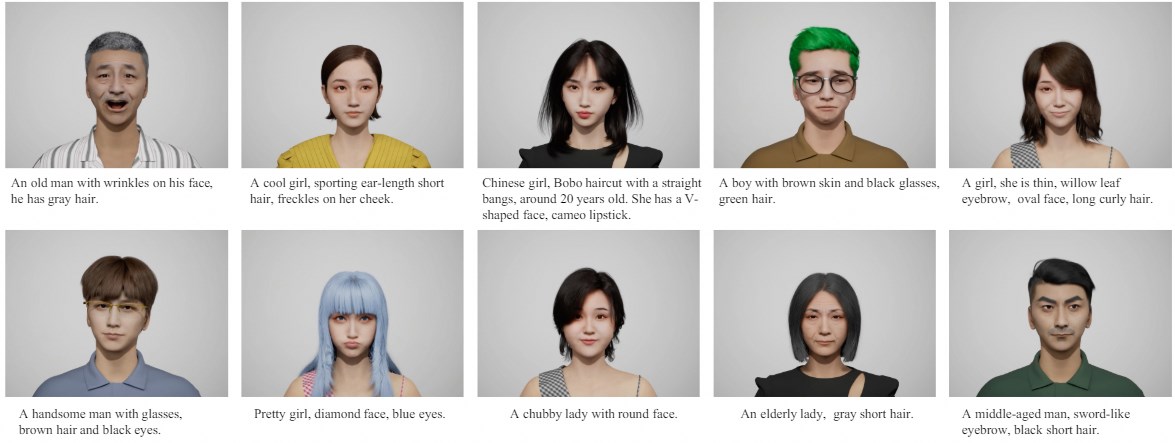 An old man with wrinkles on his face,
he has gray hair.
A cool girl, sporting ear-length short
hair, freckles on her cheek.
Chinese girl, Bobo haircut with a straight
bangs, around 20 years old. She has a V-
shaped face, cameo lipstick.
A boy with brown skin and black glasses,
green hair.
A girl, she is thin, willow leaf
eyebrow, oval face, long curly hair.
A handsome man with glasses,
brown hair and black eyes.
Pretty girl, diamond face, blue eyes.
A chubby lady with round face.
An elderly lady, gray short hair.
A middle-aged man, sword-like
eyebrow, black short hair.